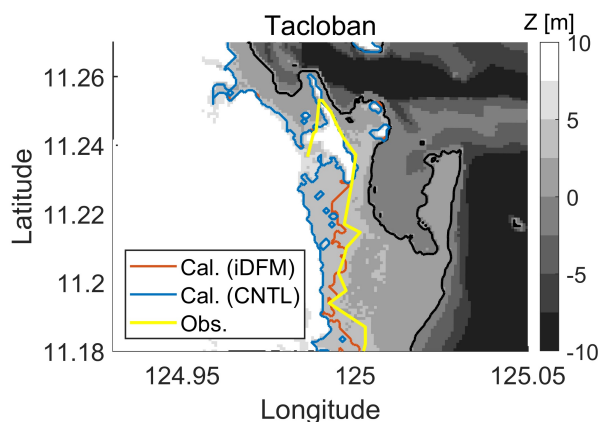 Tacloban
Z [m]
10
5
0
-5
-10
11.26
11.24
11.22
11.2
11.18
Latitude
Cal. (iDFM)
Cal. (CNTL)
Obs.
124.95
125
125.05
Longitude